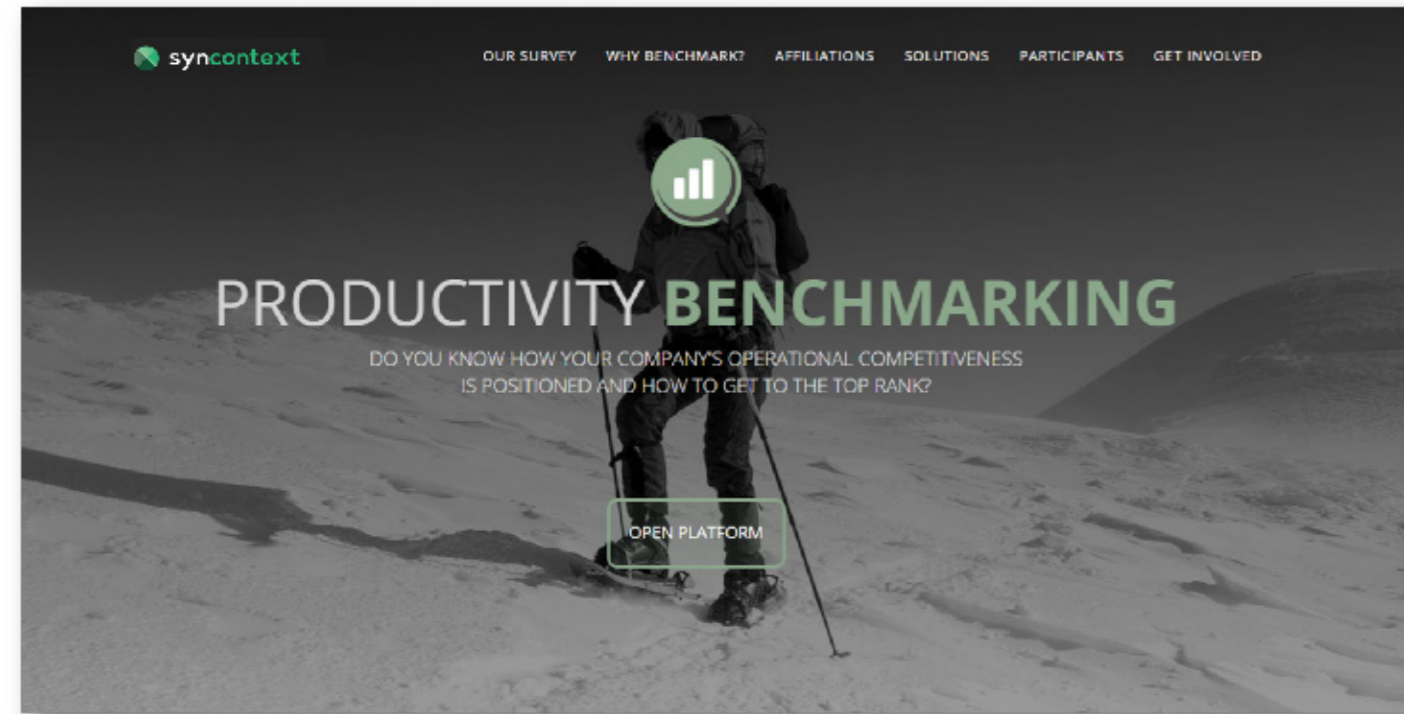 syncontext
OUR SURVEY WHY BENCHMARK? AFFILIATIONS SOLUTIONS PARTICIPANTS GET INVOLVED
PRODUCTIVITY BENCHMARKING
DO YOU KNOW HOW YOUR COMPANY'S OPERATIONAL COMPETITIVENESS
IS POSITIONED AND HOW TO GET TO THE TOP RANK?
OPEN PLATFORM